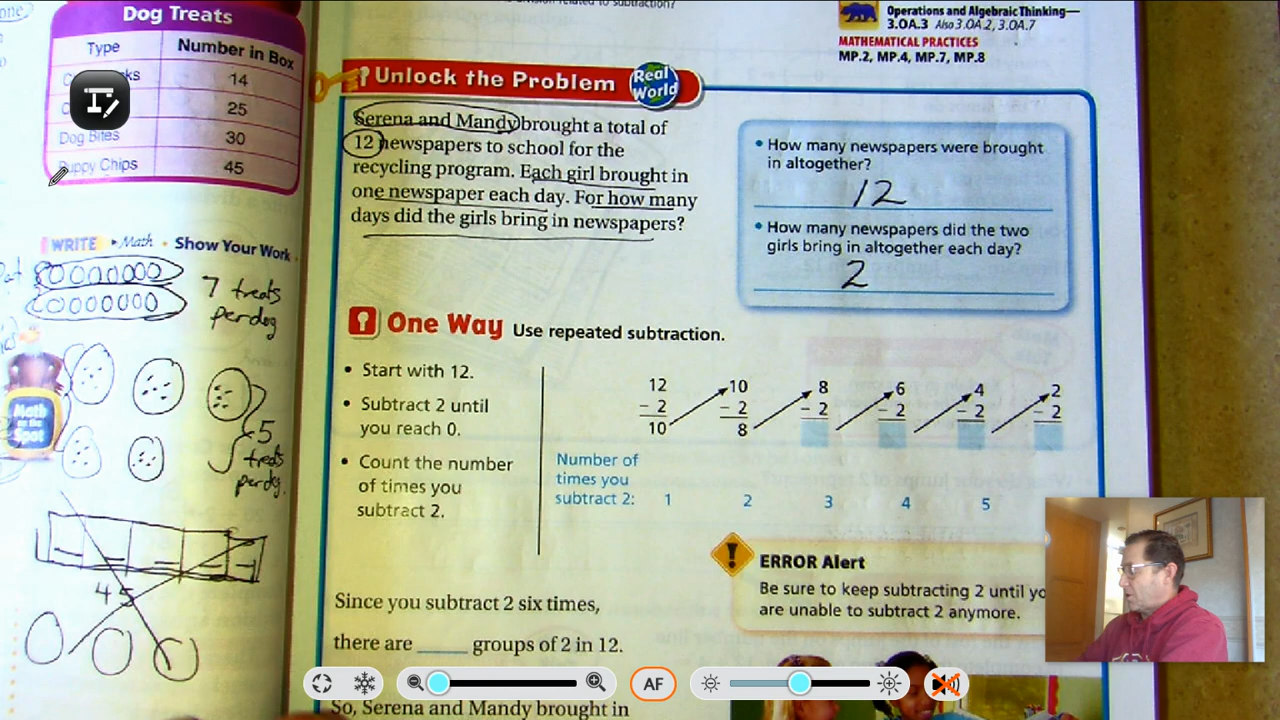 Dog Treats
Type Number in Box
14
25
Dog Bites 30
Puppy Chips 45
WRITE Math • Show Your Work
7 treats
per dog
5
treats
per dog.
Math
on the
Spot
45
Operations and Algebraic Thinking—
3.OA.3 Also 3.OA.2, 3.OA.7
MATHEMATICAL PRACTICES
MP.2, MP.4, MP.7, MP.8
Unlock the Problem Real World
Serena and Mandy brought a total of
12 newspapers to school for the
recycling program. Each girl brought in
one newspaper each day. For how many
days did the girls bring in newspapers?
• How many newspapers were brought
in altogether?
12
• How many newspapers did the two
girls bring in altogether each day?
2
One Way Use repeated subtraction.
• Start with 12.
• Subtract 2 until
you reach 0.
• Count the number
of times you
subtract 2.
12 10 8 6 4 2
− 2 − 2 − 2 − 2 − 2 − 2
10 8
Number of
times you
subtract 2: 1 2 3 4 5
ERROR Alert
Be sure to keep subtracting 2 until
are unable to subtract 2 anymore.
Since you subtract 2 six times,
there are _____ groups of 2 in 12.
So, Serena and Mandy brought in
AF